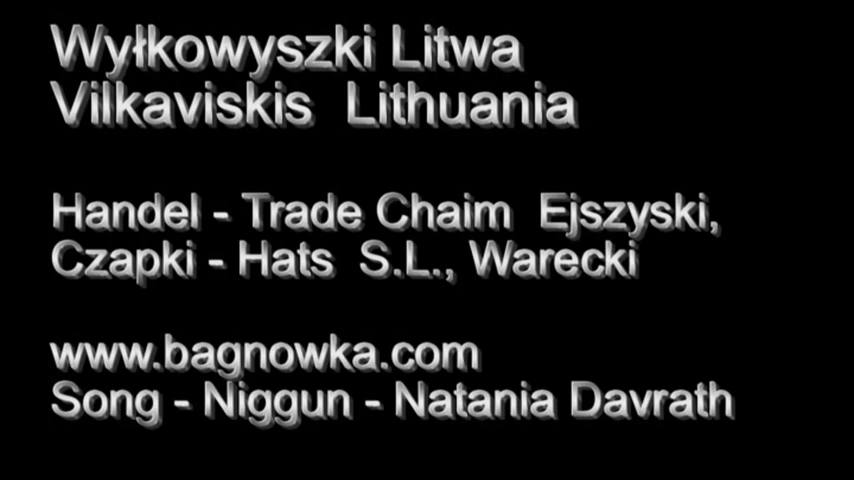 Wyłkowyszki Litwa
Vilkaviskis Lithuania
Handel - Trade Chaim Ejszyski,
Czapki - Hats S.L., Warecki
www.bagnowka.com
Song - Niggun - Natania Davrath